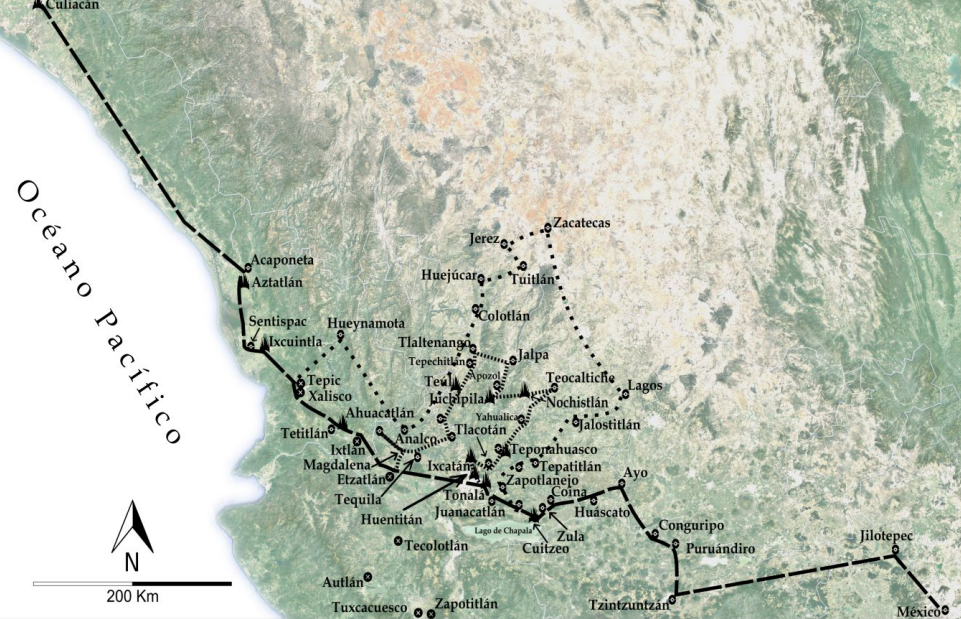 Culiacán
Océano Pacífico
Zacatecas
Jerez
Acaponeta
Huejúcar
Tuitlán
Aztatlán
Colotlán
Sentispac
Hueynamota
Ixcuintla
Tlaltenango
Jalpa
Tepechitlán
Apozol
Tepic
Teúl
Teocaltiche
Lagos
Xalisco
Juchipila
Nochistlán
Ahuacatlán
Yahualica
Jalostitlán
Tetitlán
Analco
Tlacotán
Ixtlán
Teponahuasco
Magdalena
Ixcatán
Tepatitlán
Etzatlán
Zapotlanejo
Ayo
Tequila
Tonalá
Coina
Huentitán
Juanacatlán
Huáscato
Lago de Chapala
Zula
Conguripo
Cuitzeo
Puruándiro
Jilotepec
Tecolotlán
N
Autlán
200 Km
Tuxcacuesco
Zapotitlán
Tzintzuntzán
México